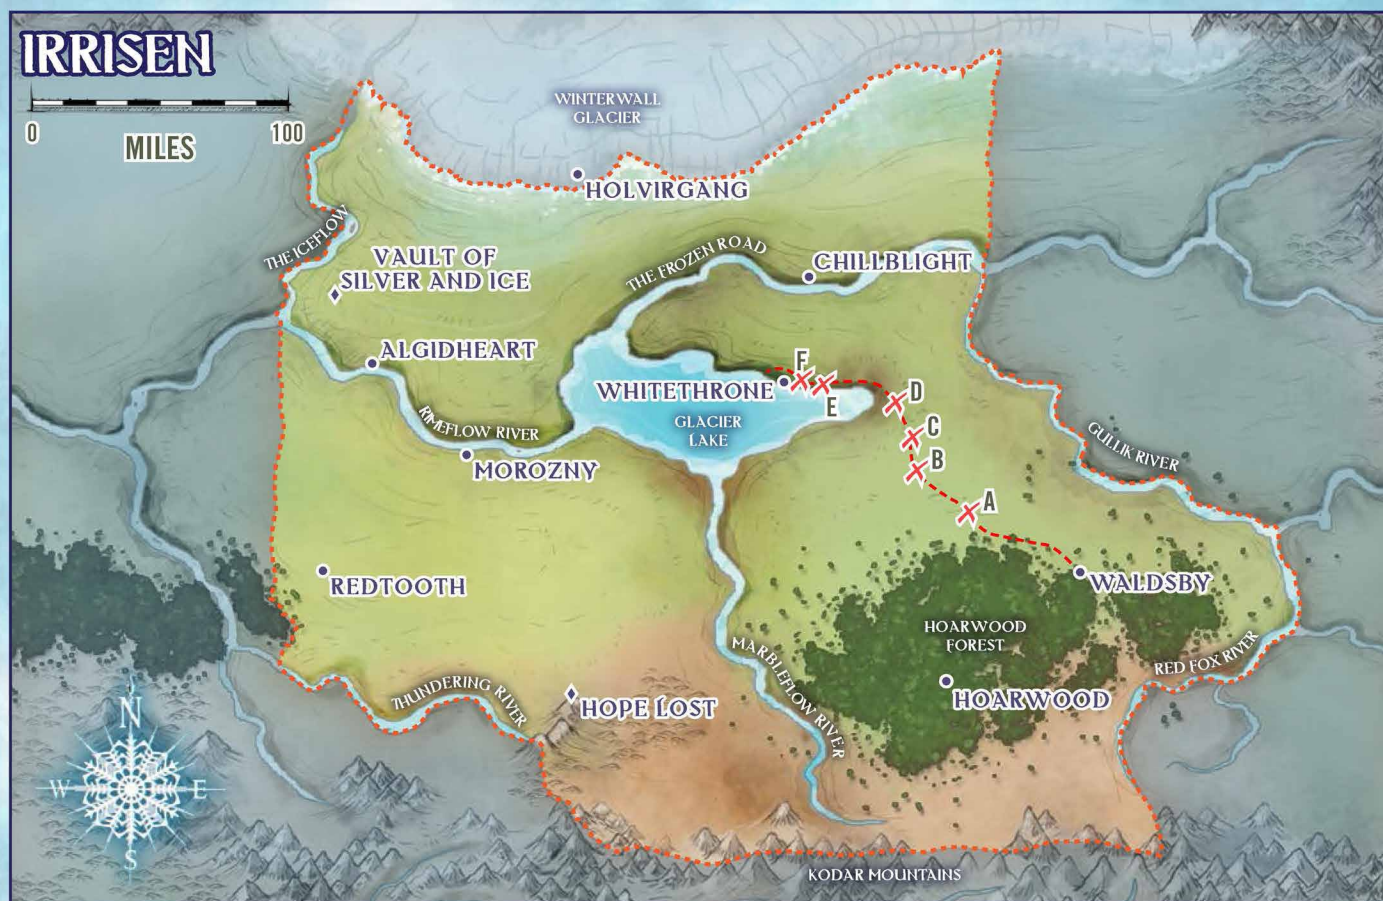 IRRISEN
0
100
MILES
WINTERWALL
GLACIER
HOLVIRGANG
THE ICEFLOW
VAULT OF
SILVER AND ICE
THE FROZEN ROAD
CHILLBLIGHT
ALGIDHEART
WHITETHRONE
F
E
D
C
B
A
GLACIER
LAKE
RIMEFLOW RIVER
MOROZNY
GULLIK RIVER
REDTOOTH
WALDSBY
HOARWOOD
FOREST
MARBLEFLOW RIVER
RED FOX RIVER
HOARWOOD
THUNDERING RIVER
HOPE LOST
N
W
E
S
KODAR MOUNTAINS